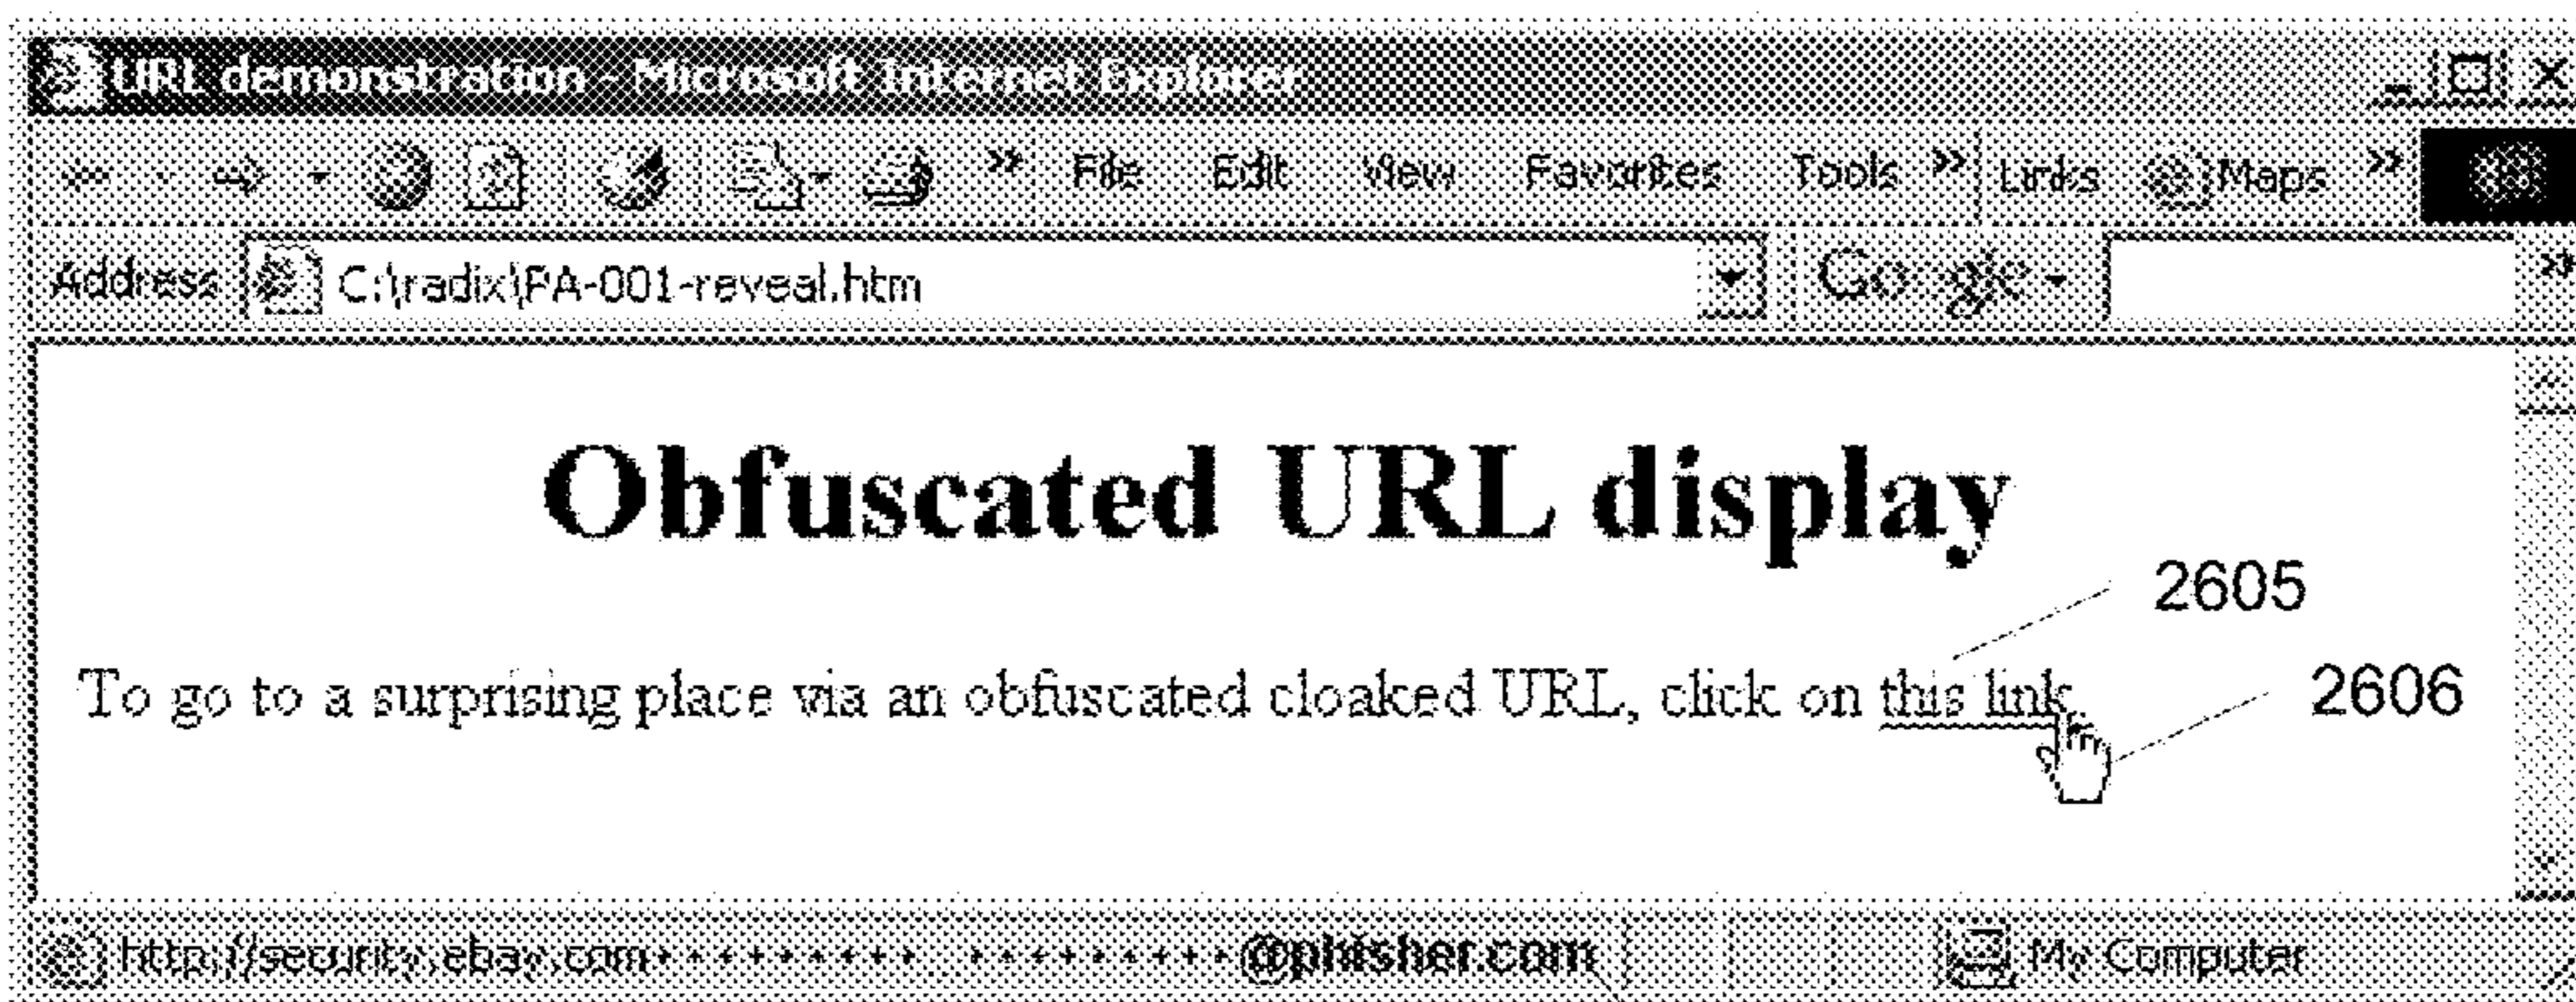 URL demonstration - Microsoft Internet Explorer
» File Edit View Favorites Tools » Links Maps »
Address C:\radix\PA-001-reveal.htm Google »
Obfuscated URL display
2605
To go to a surprising place via an obfuscated cloaked URL, click on this link.
2606
http://security.ebay.com @phisher.com My Computer